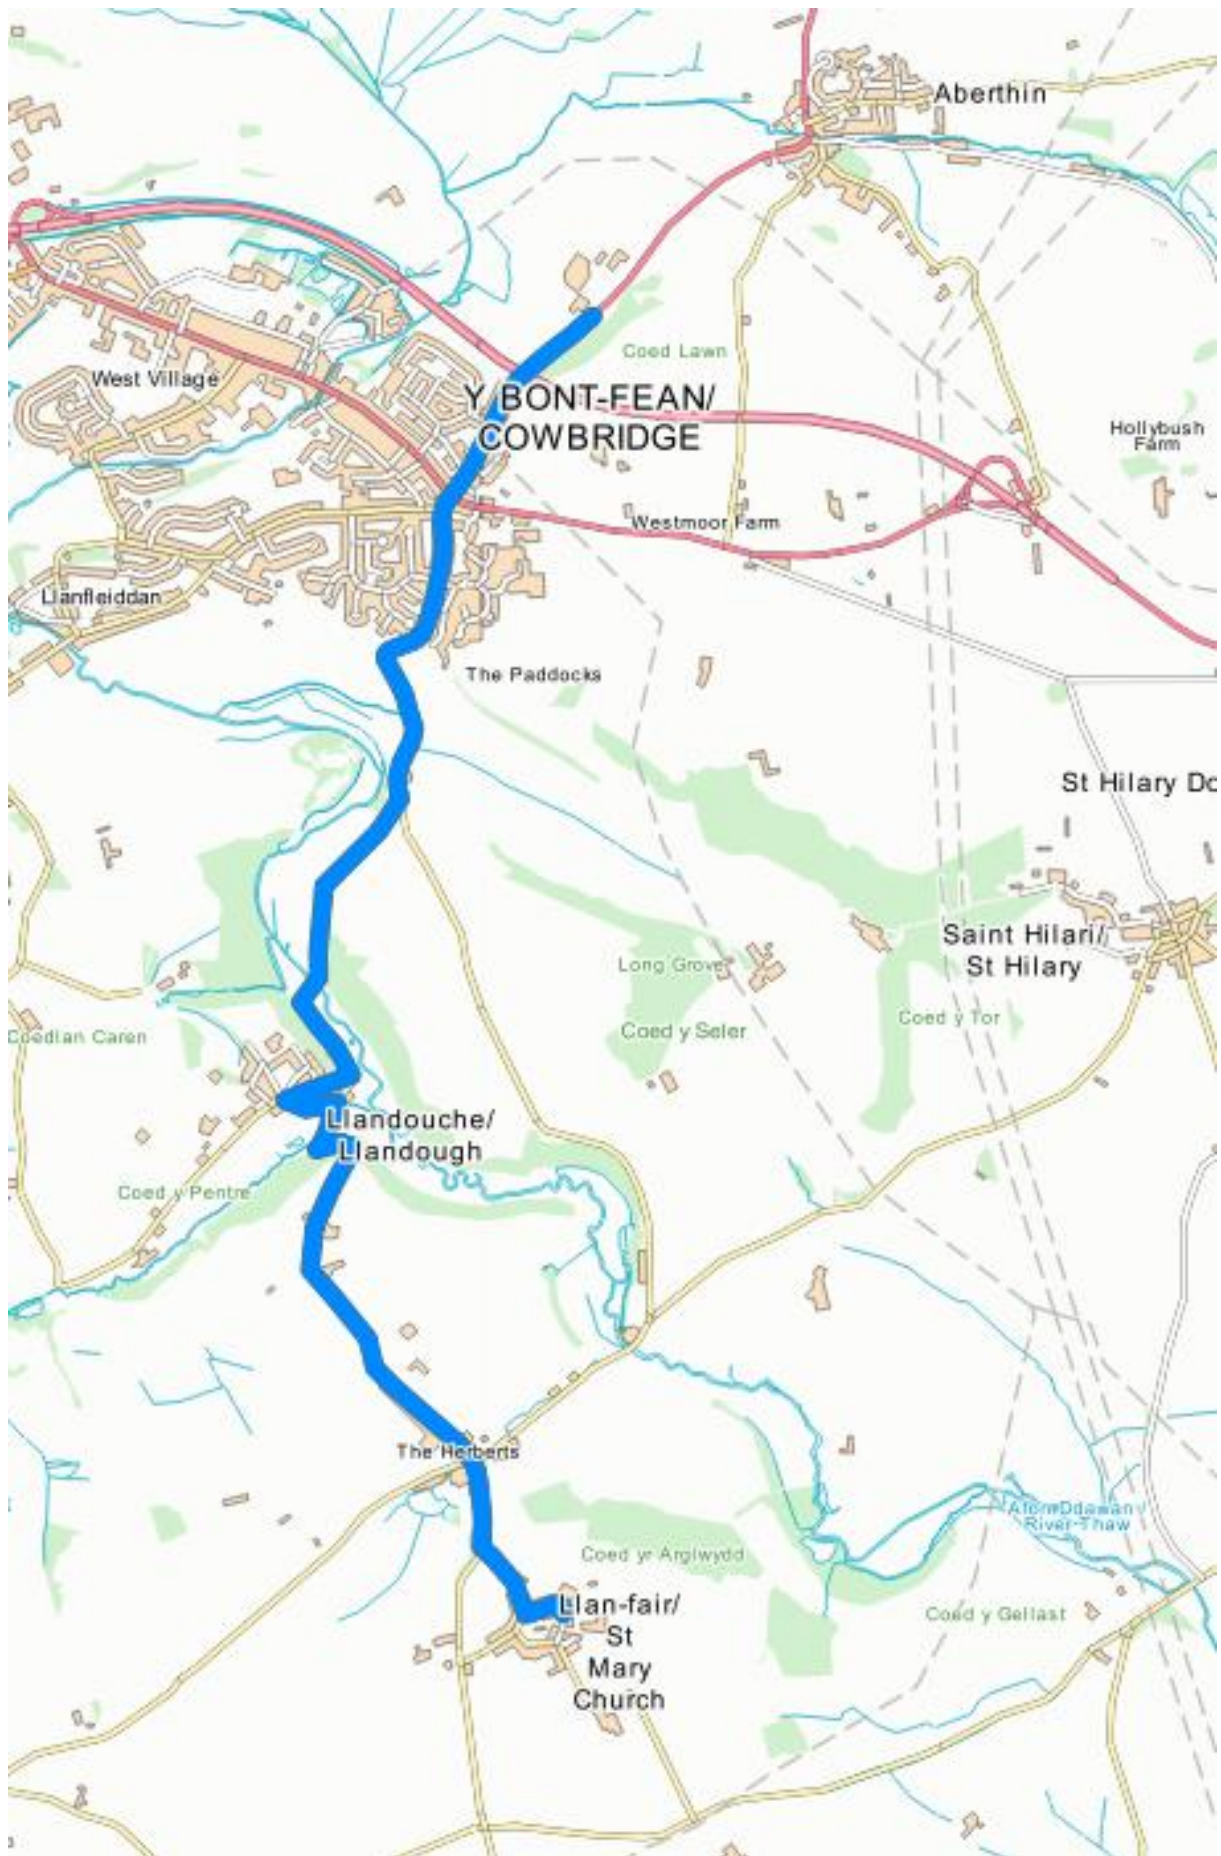 Aberthin
Coed Lawn
West Village
Y BONT-FEAN/
COWBRIDGE
Hollybush
Farm
Westmoor Farm
Llanfleiddan
The Paddocks
St Hilary Do
Saint Hilari/
St Hilary
Long Grove
Coed y Tor
Coedlan Caren
Coed y Seler
Llandouche/
Llandough
Coed y Pentre
The Herberts
Afon Ddawan
River Thaw
Coed yr Arglwydd
Llan-fair/
St
Mary
Church
Coed y Gellast